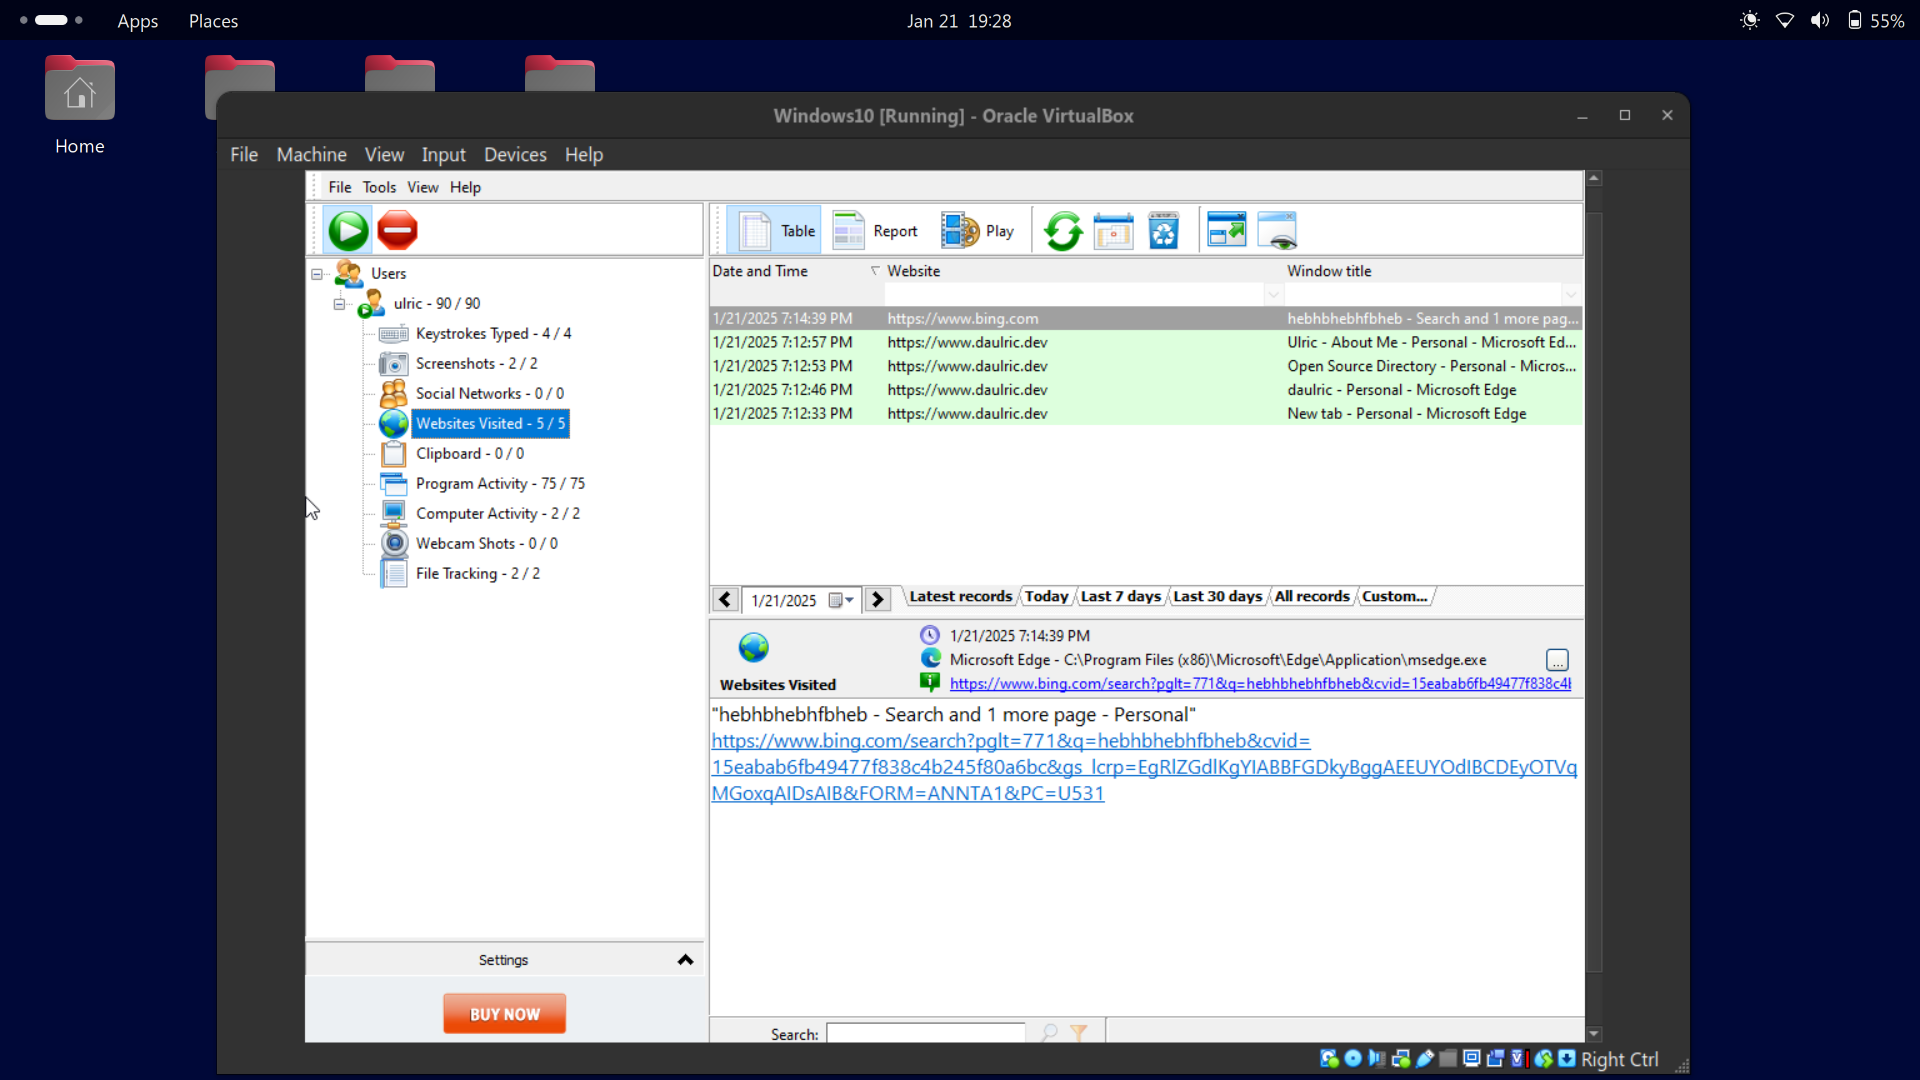 Apps Places Jan 21 19:28 55%
Home
Windows10 [Running] - Oracle VirtualBox
File Machine View Input Devices Help
File Tools View Help
Table Report Play
Users
ulric - 90 / 90
Keystrokes Typed - 4 / 4
Screenshots - 2 / 2
Social Networks - 0 / 0
Websites Visited - 5 / 5
Clipboard - 0 / 0
Program Activity - 75 / 75
Computer Activity - 2 / 2
Webcam Shots - 0 / 0
File Tracking - 2 / 2
Settings
BUY NOW
Date and Time Website Window title
1/21/2025 7:14:39 PM https://www.bing.com hebhbhebhfbheb - Search and 1 more pag...
1/21/2025 7:12:57 PM https://www.daulric.dev Ulric - About Me - Personal - Microsoft Ed...
1/21/2025 7:12:53 PM https://www.daulric.dev Open Source Directory - Personal - Micros...
1/21/2025 7:12:46 PM https://www.daulric.dev daulric - Personal - Microsoft Edge
1/21/2025 7:12:33 PM https://www.daulric.dev New tab - Personal - Microsoft Edge
1/21/2025 Latest records Today Last 7 days Last 30 days All records Custom...
1/21/2025 7:14:39 PM
Microsoft Edge - C:\Program Files (x86)\Microsoft\Edge\Application\msedge.exe ...
Websites Visited https://www.bing.com/search?pglt=771&q=hebhbhebhfbheb&cvid=15eabab6fb49477f838c4b
"hebhbhebhfbheb - Search and 1 more page - Personal"
https://www.bing.com/search?pglt=771&q=hebhbhebhfbheb&cvid=
15eabab6fb49477f838c4b245f80a6bc&gs_lcrp=EgRlZGdlKgYIABBFGDkyBggAEEUYOdIBCDEyOTVq
MGoxqAIDsAIB&FORM=ANNTA1&PC=U531
Search:
Right Ctrl